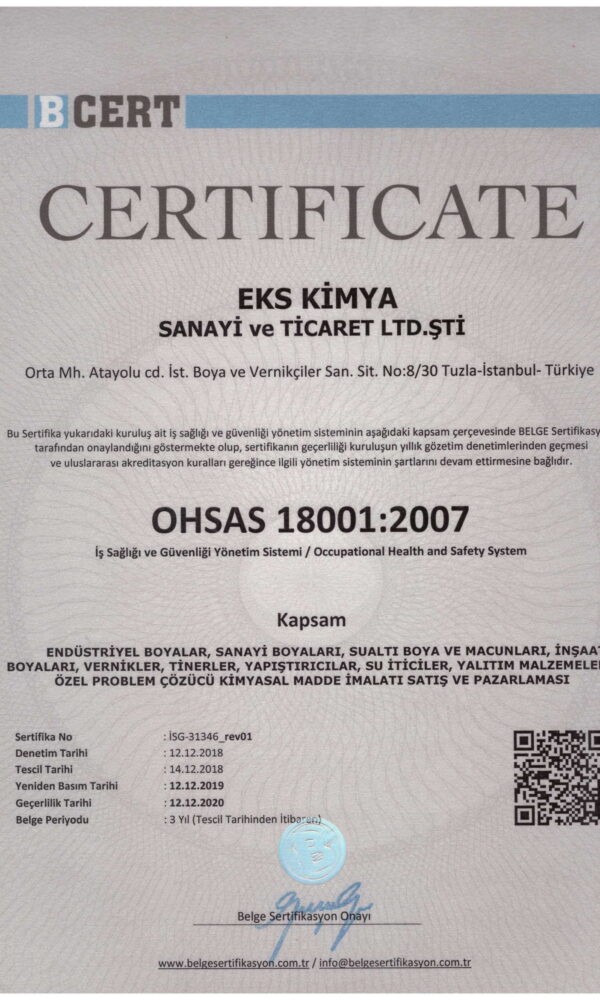 BCERT
CERTIFICATE
EKS KİMYA
SANAYİ ve TİCARET LTD.ŞTİ
Orta Mh. Atayolu cd. İst. Boya ve Vernikçiler San. Sit. No:8/30 Tuzla-İstanbul- Türkiye
Bu Sertifika yukarıdaki kuruluş ait iş sağlığı ve güvenliği yönetim sisteminin aşağıdaki kapsam çerçevesinde BELGE Sertifikasy
tarafından onaylandığını göstermekte olup, sertifikanın geçerliliği kuruluşun yıllık gözetim denetimlerinden geçmesi
ve uluslararası akreditasyon kuralları gereğince ilgili yönetim sisteminin şartlarını devam ettirmesine bağlıdır.
OHSAS 18001:2007
İş Sağlığı ve Güvenliği Yönetim Sistemi / Occupational Health and Safety System
Kapsam
ENDÜSTRİYEL BOYALAR, SANAYİ BOYALARI, SUALTI BOYA VE MACUNLARI, İNŞAAT
BOYALARI, VERNİKLER, TİNERLER, YAPIŞTIRICILAR, SU İTİCİLER, YALITIM MALZEMELE
ÖZEL PROBLEM ÇÖZÜCÜ KİMYASAL MADDE İMALATI SATIŞ VE PAZARLAMASI
Sertifika No : İSG-31346_rev01
Denetim Tarihi : 12.12.2018
Tescil Tarihi : 14.12.2018
Yeniden Basım Tarihi : 12.12.2019
Geçerlilik Tarihi : 12.12.2020
Belge Periyodu : 3 Yıl (Tescil Tarihinden İtibaren)
Belge Sertifikasyon Onayı
www.belgesertifikasyon.com.tr / info@belgesertifikasyon.com.tr